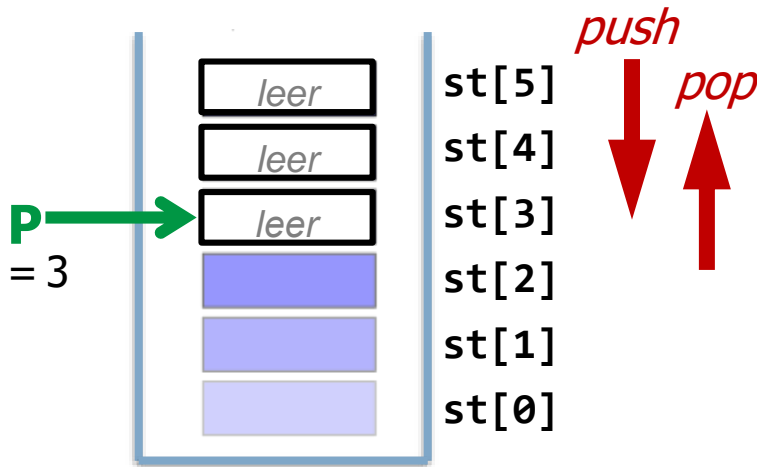 push
pop
leer st[5]
leer st[4]
P leer st[3]
= 3
st[2]
st[1]
st[0]